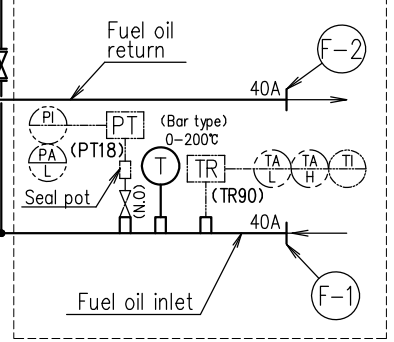 Fuel oil
return
F-2
40A
PI
PT
(Bar type)
0-200℃
PA
L
(PT18)
T
TR
TA
L
TA
H
TI
Seal pot
(N.O)
(TR90)
40A
Fuel oil inlet
F-1